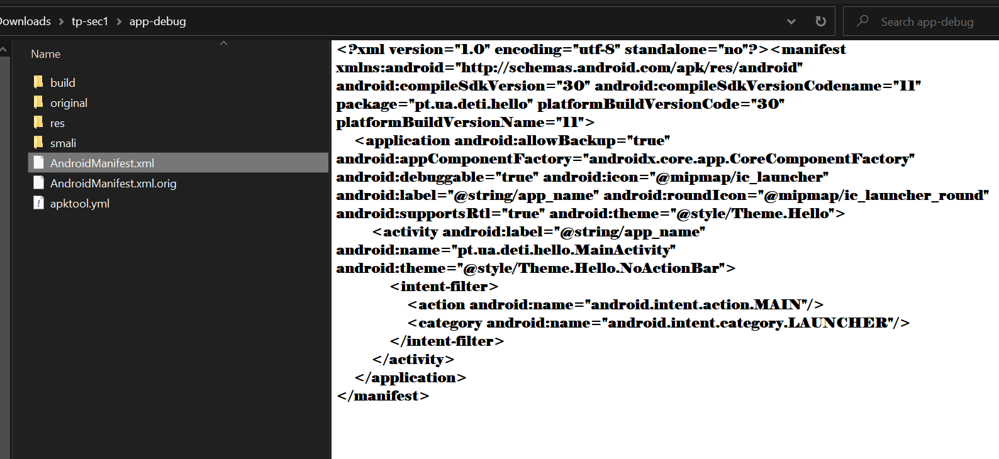 Downloads > tp-sec1 > app-debug
Search app-debug
Name
build
original
res
smali
AndroidManifest.xml
AndroidManifest.xml.orig
apktool.yml
<?xml version="1.0" encoding="utf-8" standalone="no"?><manifest
xmlns:android="http://schemas.android.com/apk/res/android"
android:compileSdkVersion="30" android:compileSdkVersionCodename="11"
package="pt.ua.deti.hello" platformBuildVersionCode="30"
platformBuildVersionName="11">
    <application android:allowBackup="true"
android:appComponentFactory="androidx.core.app.CoreComponentFactory"
android:debuggable="true" android:icon="@mipmap/ic_launcher"
android:label="@string/app_name" android:roundIcon="@mipmap/ic_launcher_round"
android:supportsRtl="true" android:theme="@style/Theme.Hello">
        <activity android:label="@string/app_name"
android:name="pt.ua.deti.hello.MainActivity"
android:theme="@style/Theme.Hello.NoActionBar">
            <intent-filter>
                <action android:name="android.intent.action.MAIN"/>
                <category android:name="android.intent.category.LAUNCHER"/>
            </intent-filter>
        </activity>
    </application>
</manifest>